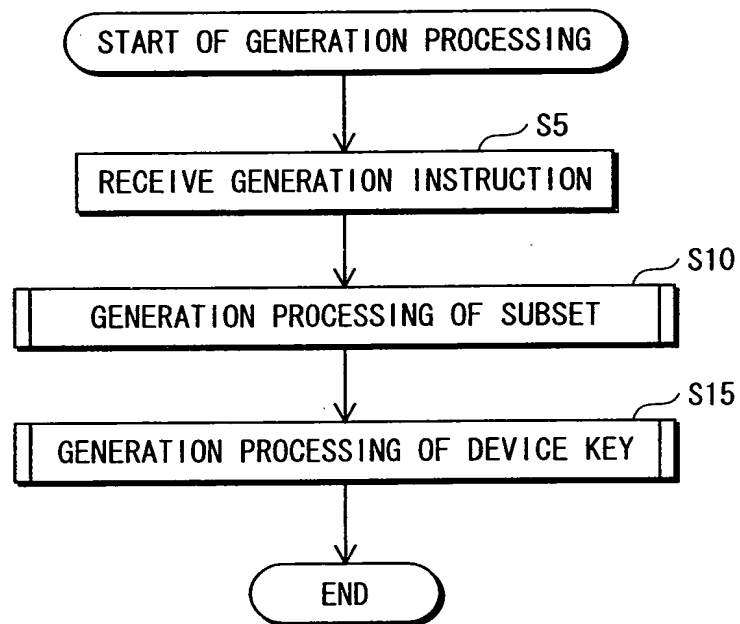 START OF GENERATION PROCESSING
S5
RECEIVE GENERATION INSTRUCTION
S10
GENERATION PROCESSING OF SUBSET
S15
GENERATION PROCESSING OF DEVICE KEY
END